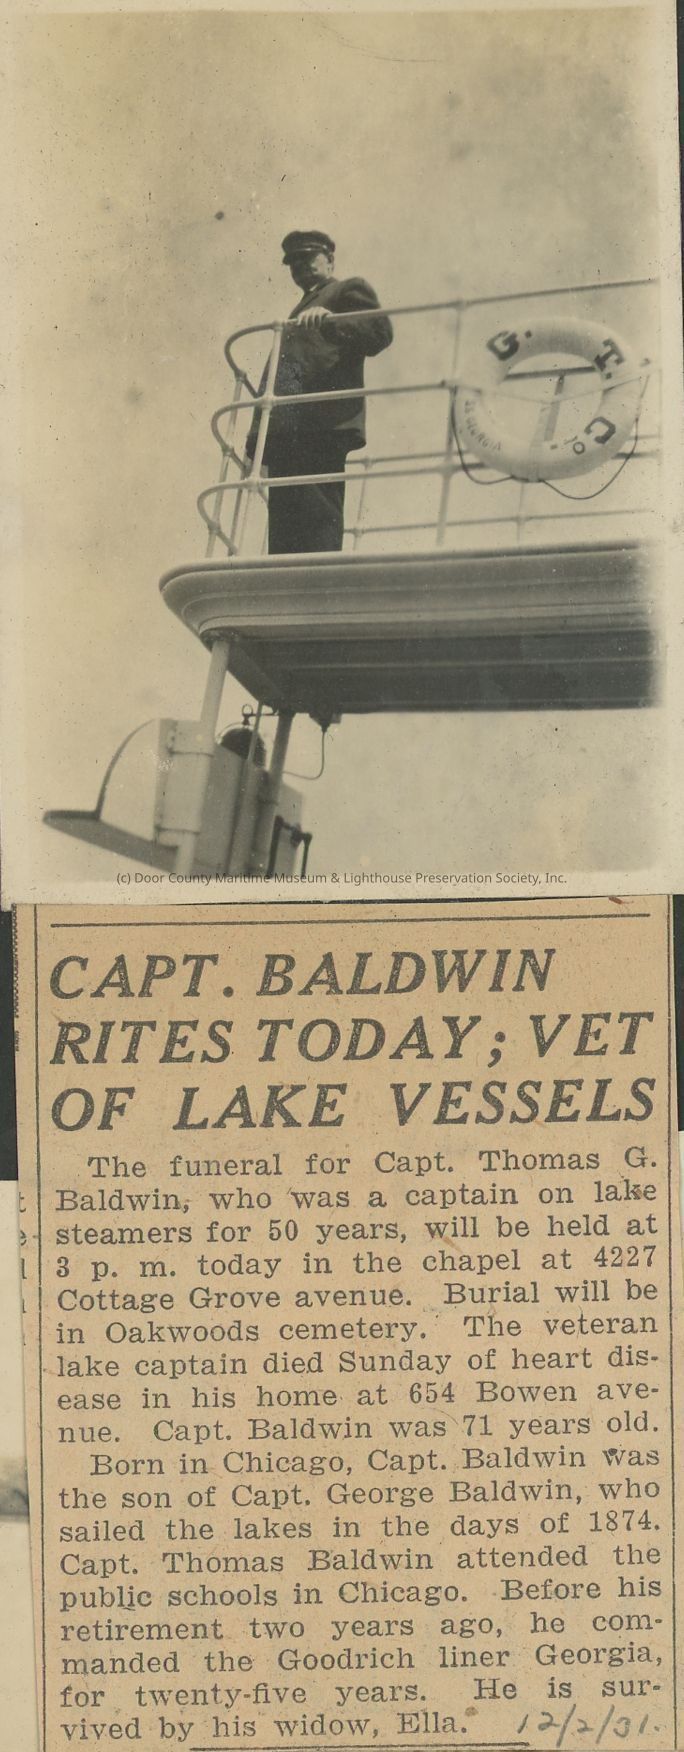 G. T. Co.
SS GEORGIA
(c) Door County Maritime Museum & Lighthouse Preservation Society, Inc.
CAPT. BALDWIN
RITES TODAY; VET
OF LAKE VESSELS
The funeral for Capt. Thomas G.
Baldwin, who was a captain on lake
steamers for 50 years, will be held at
3 p. m. today in the chapel at 4227
Cottage Grove avenue. Burial will be
in Oakwoods cemetery. The veteran
lake captain died Sunday of heart dis-
ease in his home at 654 Bowen ave-
nue. Capt. Baldwin was 71 years old.
Born in Chicago, Capt. Baldwin was
the son of Capt. George Baldwin, who
sailed the lakes in the days of 1874.
Capt. Thomas Baldwin attended the
public schools in Chicago. Before his
retirement two years ago, he com-
manded the Goodrich liner Georgia,
for twenty-five years. He is sur-
vived by his widow, Ella. 12/2/31.